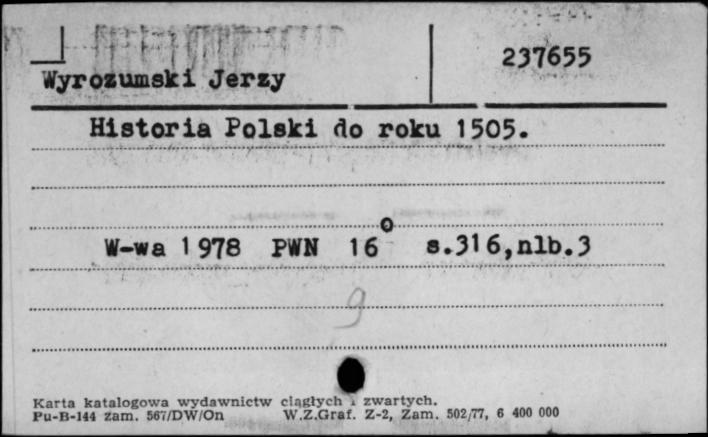 237655
Wyrozumski Jerzy
Historia Polski do roku 1505.
W-wa 1978 PWN 16° s.316,nlb.3
9
Karta katalogowa wydawnictw ciągłych i zwartych.
Pu-B-144 zam. 567/DW/On W.Z.Graf. Z-2, Zam. 502/77, 6 400 000